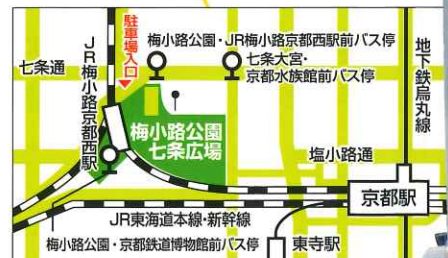 駐車場入口
梅小路公園・JR梅小路京都西駅前バス停
七条大宮・
京都水族館前バス停
地下鉄烏丸線
七条通
JR梅小路京都西駅
梅小路公園
七条広場
塩小路通
京都駅
JR東海道本線・新幹線
梅小路公園・京都鉄道博物館前バス停
東寺駅